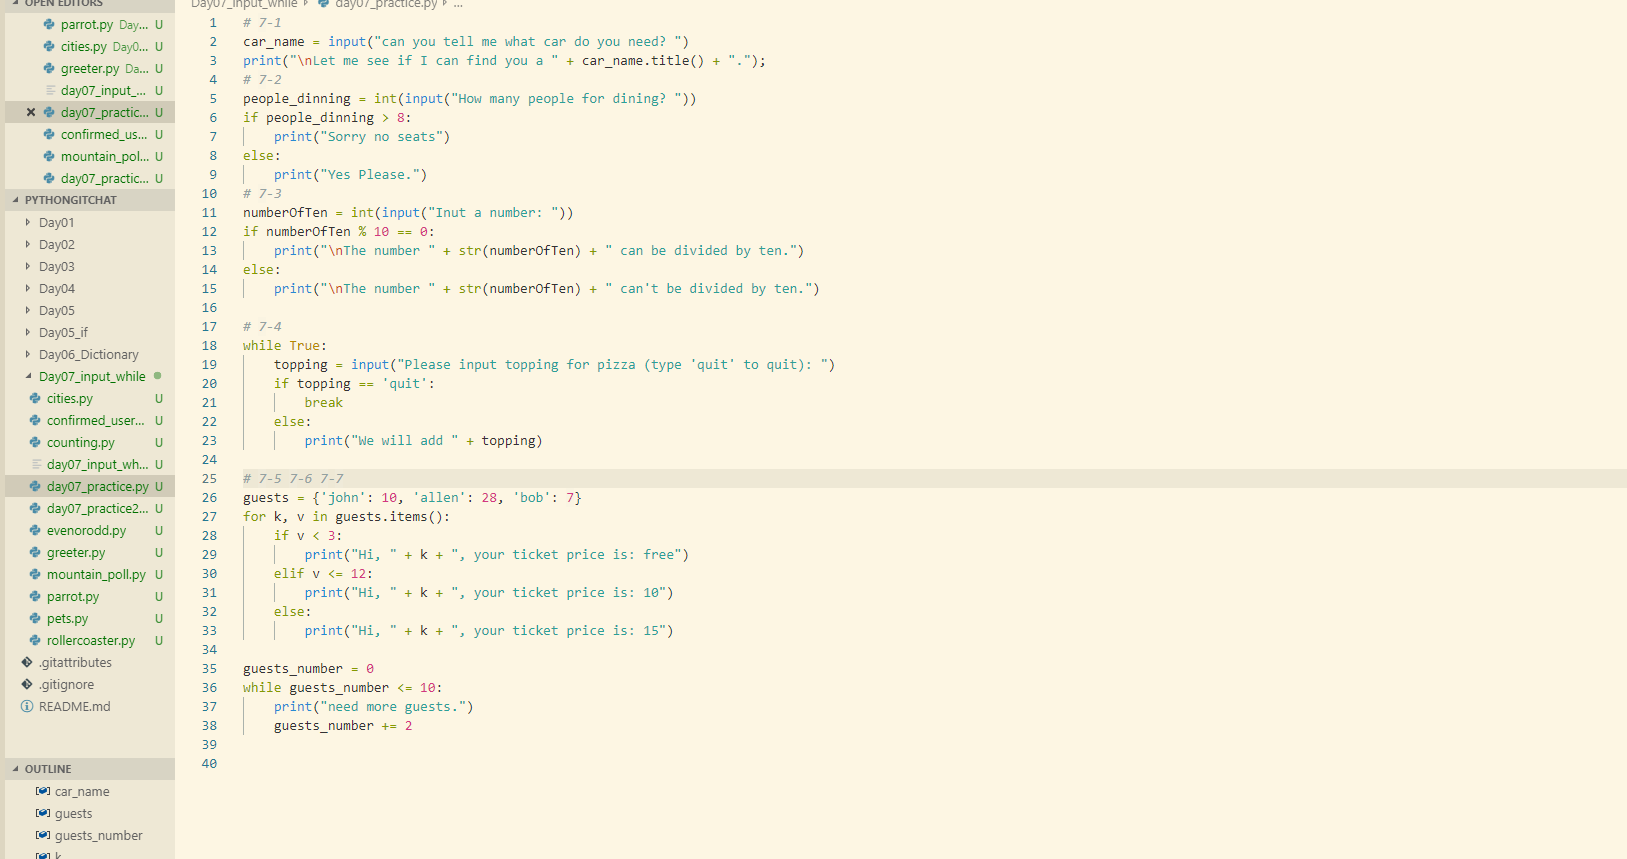 OPEN EDITORS
parrot.py Day... U
cities.py Day0... U
greeter.py Da... U
day07_input_... U
day07_practic... U
confirmed_us... U
mountain_pol... U
day07_practic... U
PYTHONGITCHAT
Day01
Day02
Day03
Day04
Day05
Day05_if
Day06_Dictionary
Day07_input_while
cities.py U
confirmed_user... U
counting.py U
day07_input_wh... U
day07_practice.py U
day07_practice2... U
evenorodd.py U
greeter.py U
mountain_poll.py U
parrot.py U
pets.py U
rollercoaster.py U
.gitattributes
.gitignore
README.md
OUTLINE
car_name
guests
guests_number
k
Day07_input_while day07_practice.py ...
1 # 7-1
2 car_name = input("can you tell me what car do you need? ")
3 print("\nLet me see if I can find you a " + car_name.title() + ".");
4 # 7-2
5 people_dinning = int(input("How many people for dining? "))
6 if people_dinning > 8:
7 print("Sorry no seats")
8 else:
9 print("Yes Please.")
10 # 7-3
11 numberOfTen = int(input("Inut a number: "))
12 if numberOfTen % 10 == 0:
13 print("\nThe number " + str(numberOfTen) + " can be divided by ten.")
14 else:
15 print("\nThe number " + str(numberOfTen) + " can't be divided by ten.")
16
17 # 7-4
18 while True:
19 topping = input("Please input topping for pizza (type 'quit' to quit): ")
20 if topping == 'quit':
21 break
22 else:
23 print("We will add " + topping)
24
25 # 7-5 7-6 7-7
26 guests = {'john': 10, 'allen': 28, 'bob': 7}
27 for k, v in guests.items():
28 if v < 3:
29 print("Hi, " + k + ", your ticket price is: free")
30 elif v <= 12:
31 print("Hi, " + k + ", your ticket price is: 10")
32 else:
33 print("Hi, " + k + ", your ticket price is: 15")
34
35 guests_number = 0
36 while guests_number <= 10:
37 print("need more guests.")
38 guests_number += 2
39
40